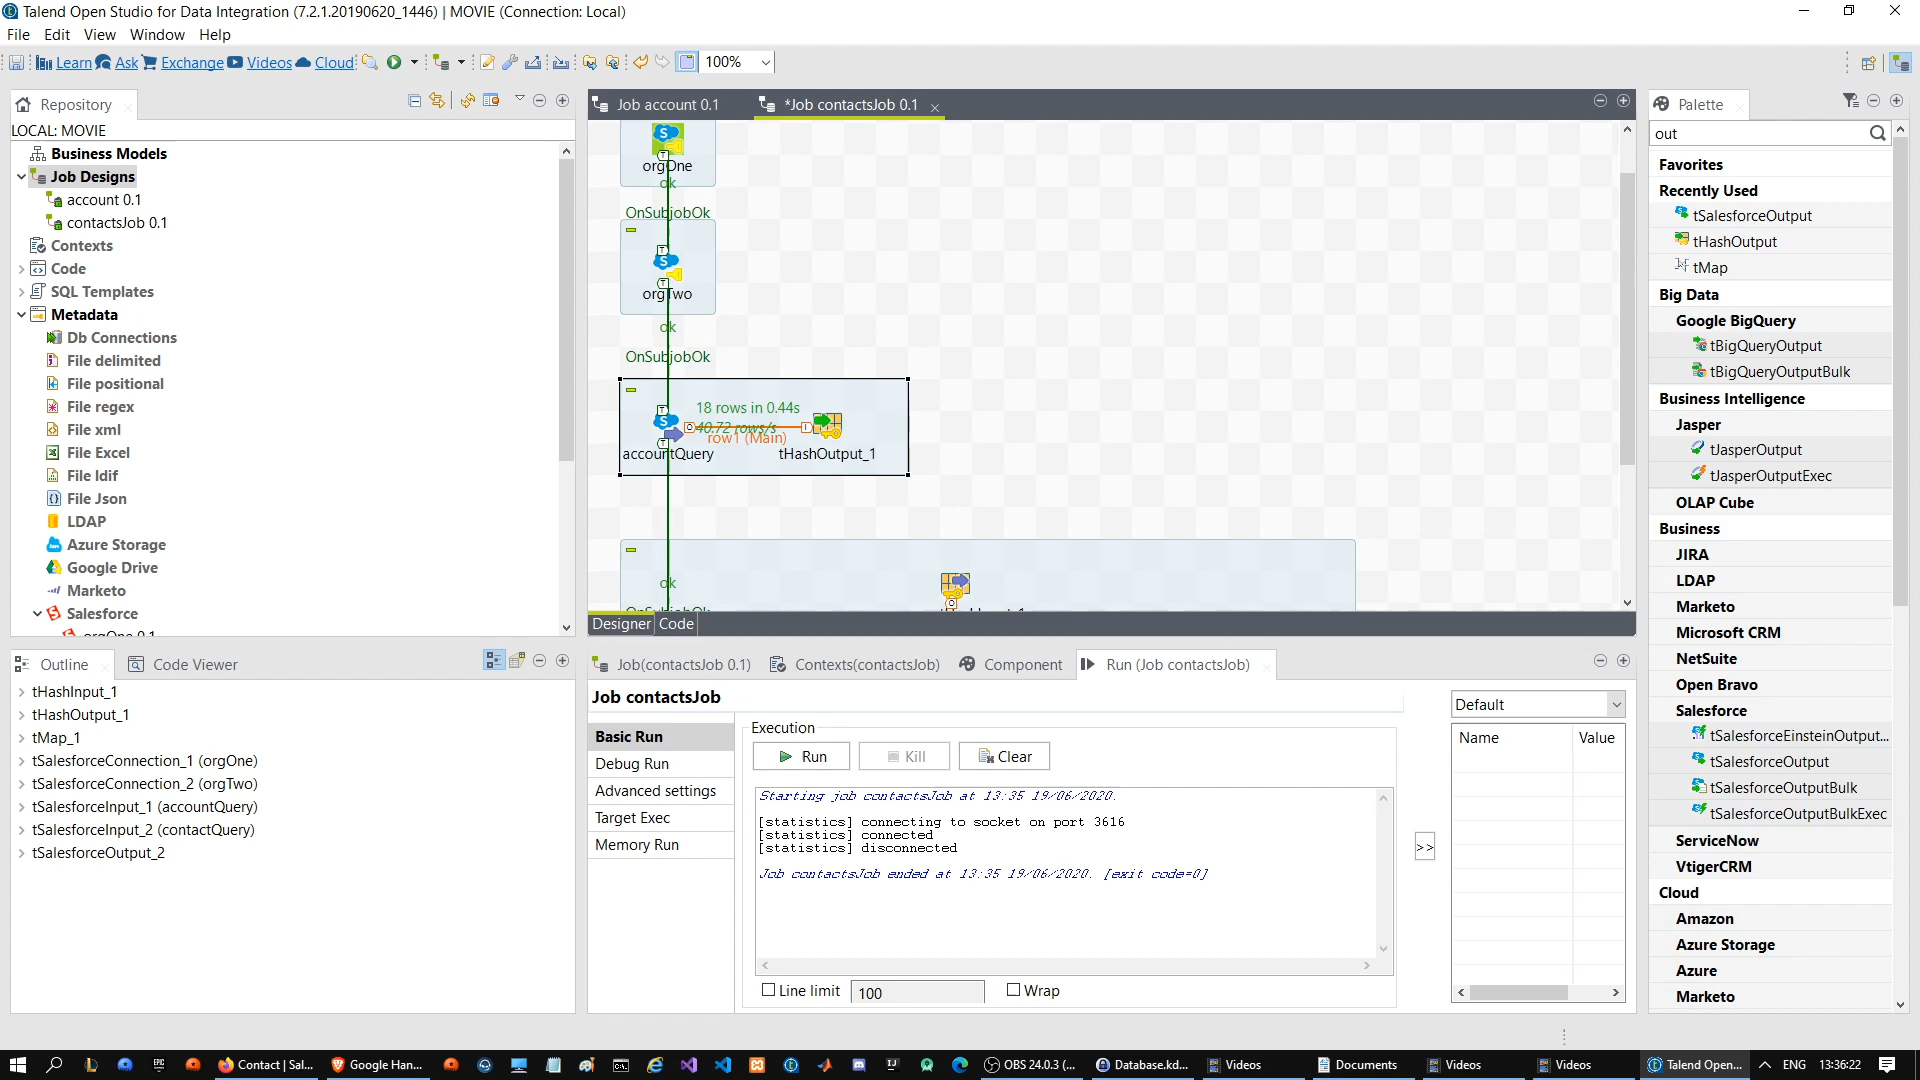 Talend Open Studio for Data Integration (7.2.1.20190620_1446) | MOVIE (Connection: Local)
File Edit View Window Help
Learn Ask Exchange Videos Cloud 100%
Repository
LOCAL: MOVIE
Business Models
Job Designs
account 0.1
contactsJob 0.1
Contexts
Code
SQL Templates
Metadata
Db Connections
File delimited
File positional
File regex
File xml
File Excel
File ldif
File Json
LDAP
Azure Storage
Google Drive
Marketo
Salesforce
orgOne 0.1
Outline Code Viewer
tHashInput_1
tHashOutput_1
tMap_1
tSalesforceConnection_1 (orgOne)
tSalesforceConnection_2 (orgTwo)
tSalesforceInput_1 (accountQuery)
tSalesforceInput_2 (contactQuery)
tSalesforceOutput_2
Job account 0.1 *Job contactsJob 0.1
orgOne
ok
OnSubjobOk
orgTwo
ok
OnSubjobOk
18 rows in 0.44s
40.72 rows/s
row1 (Main)
accountQuery tHashOutput_1
ok
OnSubjobOk
Designer Code
Job(contactsJob 0.1) Contexts(contactsJob) Component Run (Job contactsJob)
Job contactsJob
Basic Run
Debug Run
Advanced settings
Target Exec
Memory Run
Execution
Run Kill Clear
Starting job contactsJob at 13:35 19/06/2020.
[statistics] connecting to socket on port 3616
[statistics] connected
[statistics] disconnected
Job contactsJob ended at 13:35 19/06/2020. [exit code=0]
Line limit 100 Wrap
>>
Default
Name Value
Palette
out
Favorites
Recently Used
tSalesforceOutput
tHashOutput
tMap
Big Data
Google BigQuery
tBigQueryOutput
tBigQueryOutputBulk
Business Intelligence
Jasper
tJasperOutput
tJasperOutputExec
OLAP Cube
Business
JIRA
LDAP
Marketo
Microsoft CRM
NetSuite
Open Bravo
Salesforce
tSalesforceEinsteinOutput...
tSalesforceOutput
tSalesforceOutputBulk
tSalesforceOutputBulkExec
ServiceNow
VtigerCRM
Cloud
Amazon
Azure Storage
Azure
Marketo
Contact | Sal... Google Han... OBS 24.0.3 (... Database.kd... Videos Documents Videos Videos Talend Open... ENG 13:36:22